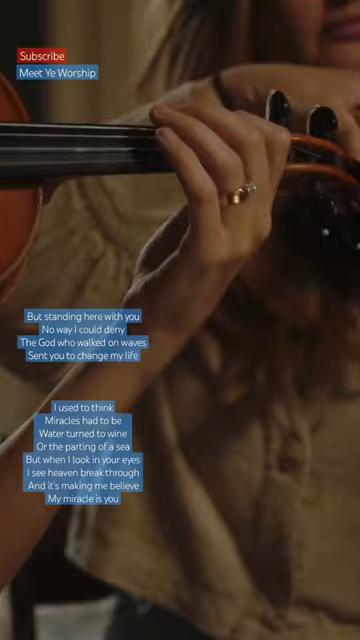 Subscribe
Meet Ye Worship
But standing here with you
No way I could deny
The God who walked on waves
Sent you to change my life
I used to think
Miracles had to be
Water turned to wine
Or the parting of a sea
But when I look in your eyes
I see heaven break through
And it's making me believe
My miracle is you